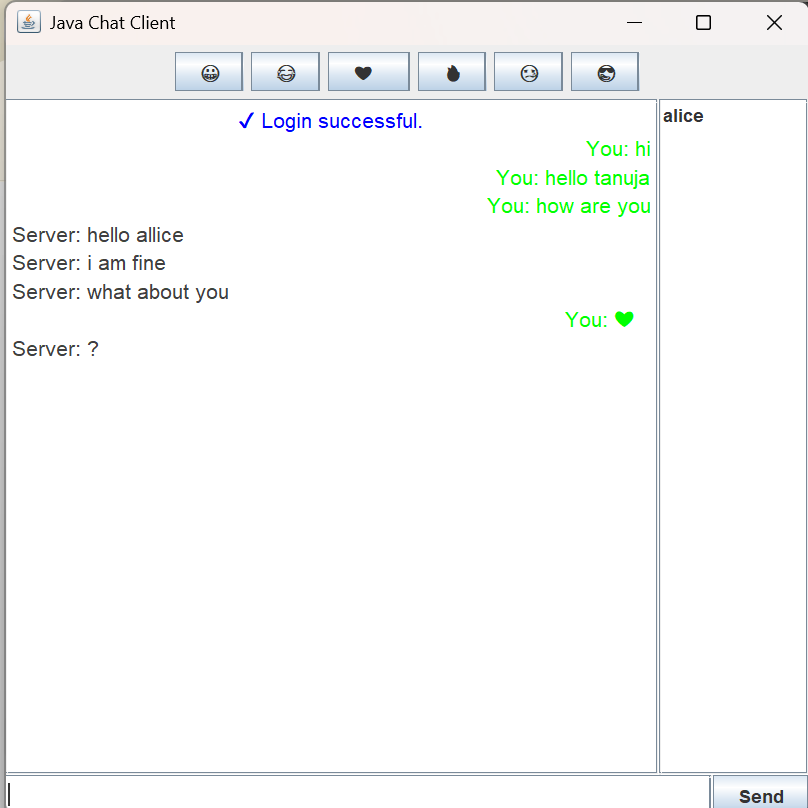 Java Chat Client
😀 😂 ♥ 🔥 😢 😎
✓ Login successful.
alice
You: hi
You: hello tanuja
You: how are you
Server: hello allice
Server: i am fine
Server: what about you
You: ♥
Server: ?
Send